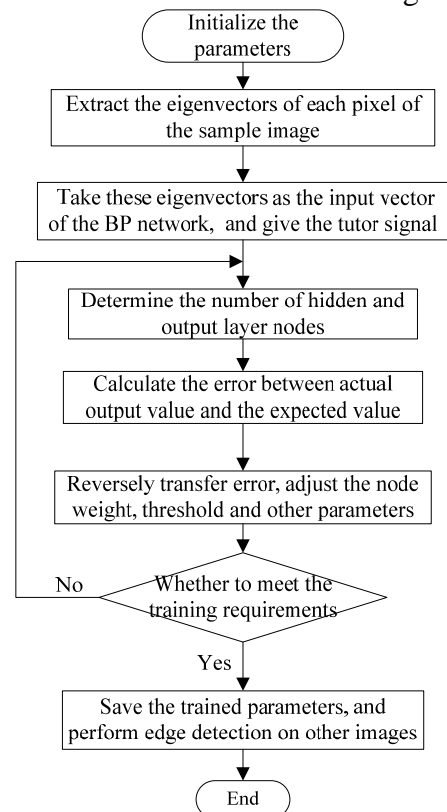 Initialize the
parameters
Extract the eigenvectors of each pixel of
the sample image
Take these eigenvectors as the input vector
of the BP network, and give the tutor signal
Determine the number of hidden and
output layer nodes
Calculate the error between actual
output value and the expected value
Reversely transfer error, adjust the node
weight, threshold and other parameters
Whether to meet the
training requirements
No
Yes
Save the trained parameters, and
perform edge detection on other images
End